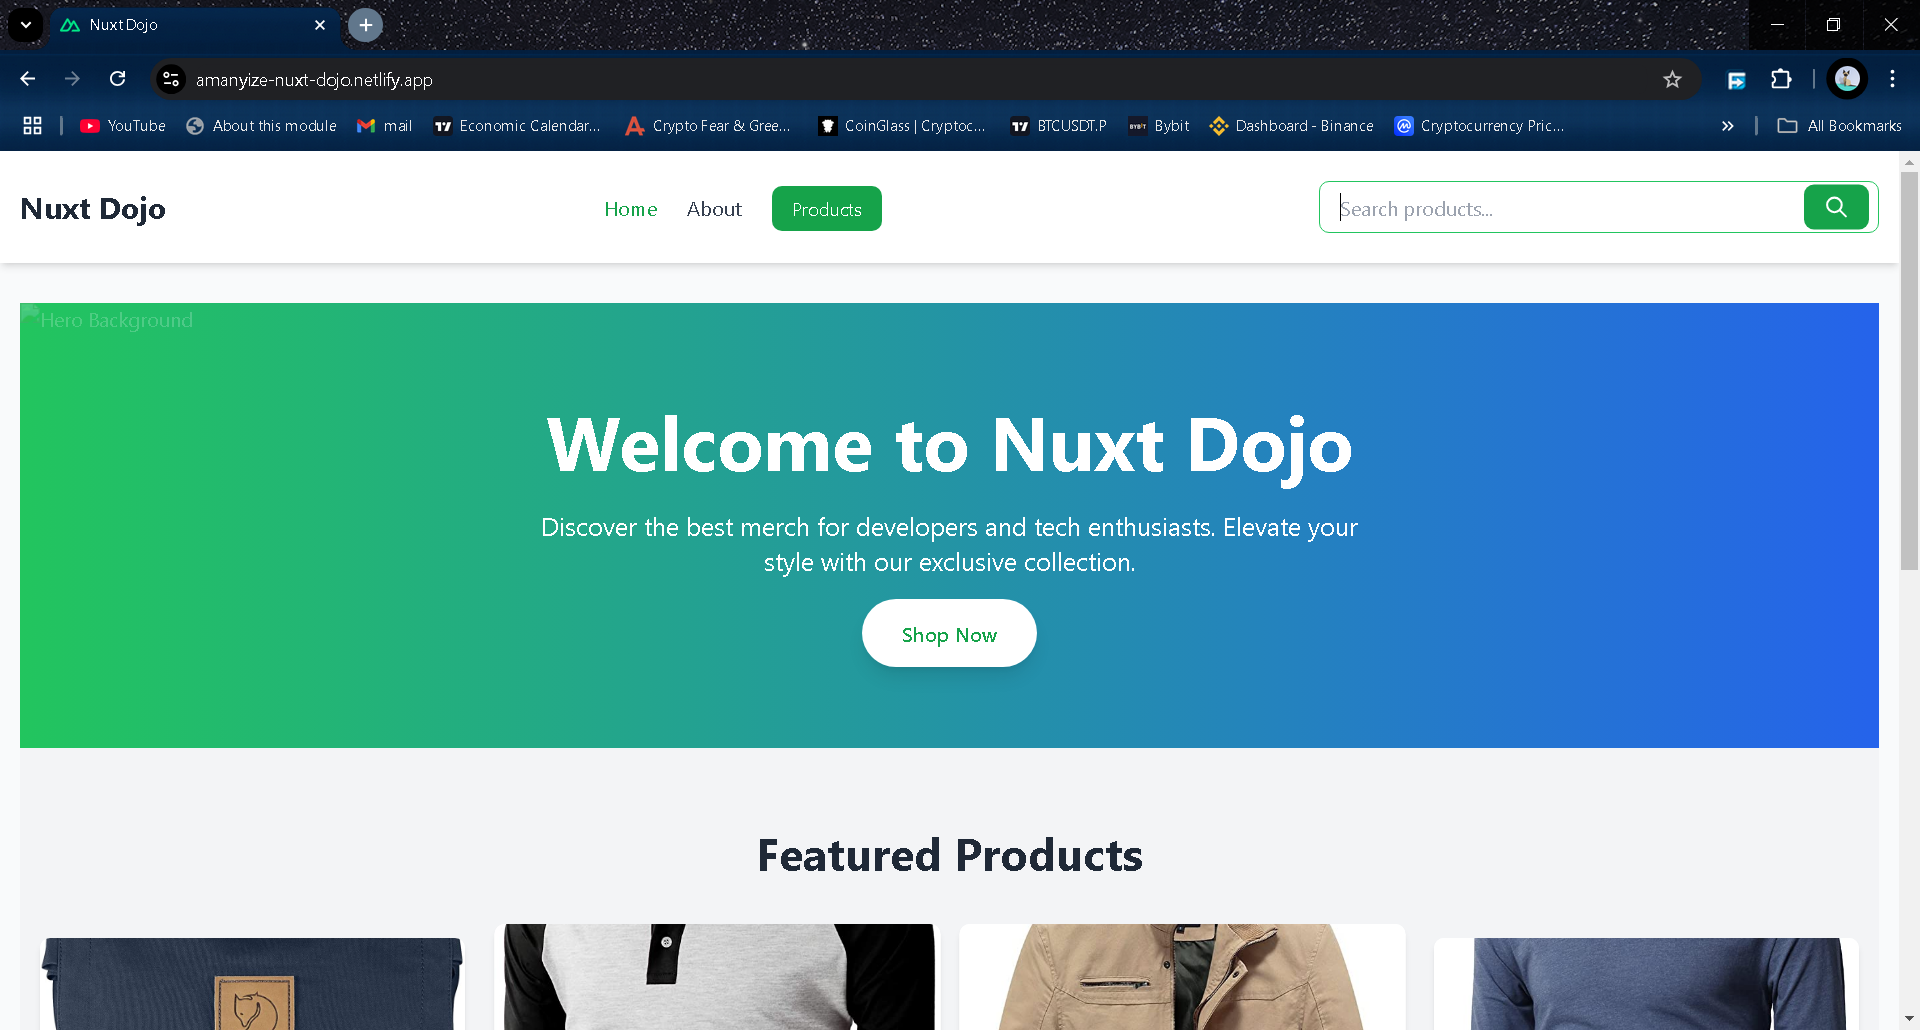 Nuxt Dojo
amanyize-nuxt-dojo.netlify.app
YouTube About this module mail Economic Calendar... Crypto Fear & Gree... CoinGlass | Cryptoc... BTCUSDT.P BYBIT Bybit Dashboard - Binance Cryptocurrency Pric... All Bookmarks
Nuxt Dojo Home About Products Search products...
Hero Background
Welcome to Nuxt Dojo
Discover the best merch for developers and tech enthusiasts. Elevate your
style with our exclusive collection.
Shop Now
Featured Products